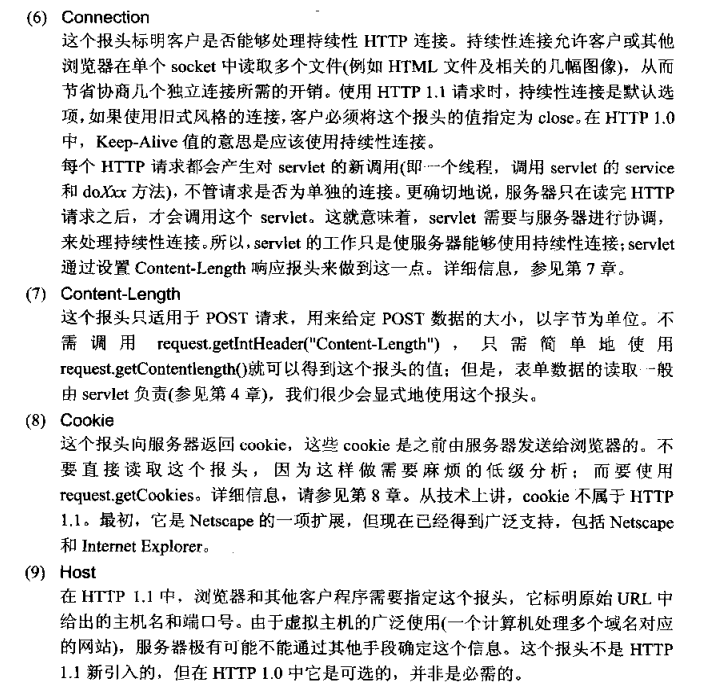 (6) Connection
这个报头标明客户是否能够处理持续性 HTTP 连接。持续性连接允许客户或其他
浏览器在单个 socket 中读取多个文件(例如 HTML 文件及相关的几幅图像)，从而
节省协商几个独立连接所需的开销。使用 HTTP 1.1 请求时，持续性连接是默认选
项，如果使用旧式风格的连接，客户必须将这个报头的值指定为 close。在 HTTP 1.0
中，Keep-Alive 值的意思是应该使用持续性连接。
每个 HTTP 请求都会产生对 servlet 的新调用(即一个线程，调用 servlet 的 service
和 doXxx 方法)，不管请求是否为单独的连接。更确切地说，服务器只在读完 HTTP
请求之后，才会调用这个 servlet。这就意味着，servlet 需要与服务器进行协调，
来处理持续性连接。所以，servlet 的工作只是使服务器能够使用持续性连接；servlet
通过设置 Content-Length 响应报头来做到这一点。详细信息，参见第 7 章。
(7) Content-Length
这个报头只适用于 POST 请求，用来给定 POST 数据的大小，以字节为单位。不
需调用 request.getIntHeader("Content-Length")，只需简单地使用
request.getContentlength()就可以得到这个报头的值；但是，表单数据的读取一般
由 servlet 负责(参见第 4 章)，我们很少会显式地使用这个报头。
(8) Cookie
这个报头向服务器返回 cookie，这些 cookie 是之前由服务器发送给浏览器的。不
要直接读取这个报头，因为这样做需要麻烦的低级分析；而要使用
request.getCookies。详细信息，请参见第 8 章。从技术上讲，cookie 不属于 HTTP
1.1。最初，它是 Netscape 的一项扩展，但现在已经得到广泛支持，包括 Netscape
和 Internet Explorer。
(9) Host
在 HTTP 1.1 中，浏览器和其他客户程序需要指定这个报头，它标明原始 URL 中
给出的主机名和端口号。由于虚拟主机的广泛使用(一个计算机处理多个域名对应
的网站)，服务器极有可能不能通过其他手段确定这个信息。这个报头不是 HTTP
1.1 新引入的，但在 HTTP 1.0 中它是可选的，并非是必需的。